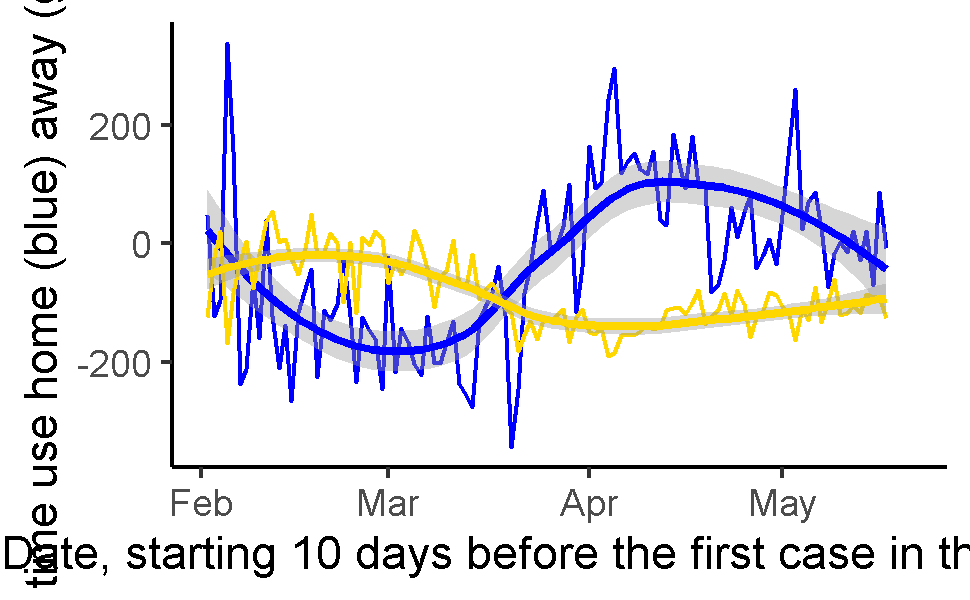 time use home (blue) away (
200
0
-200
Feb Mar Apr May
Date, starting 10 days before the first case in th